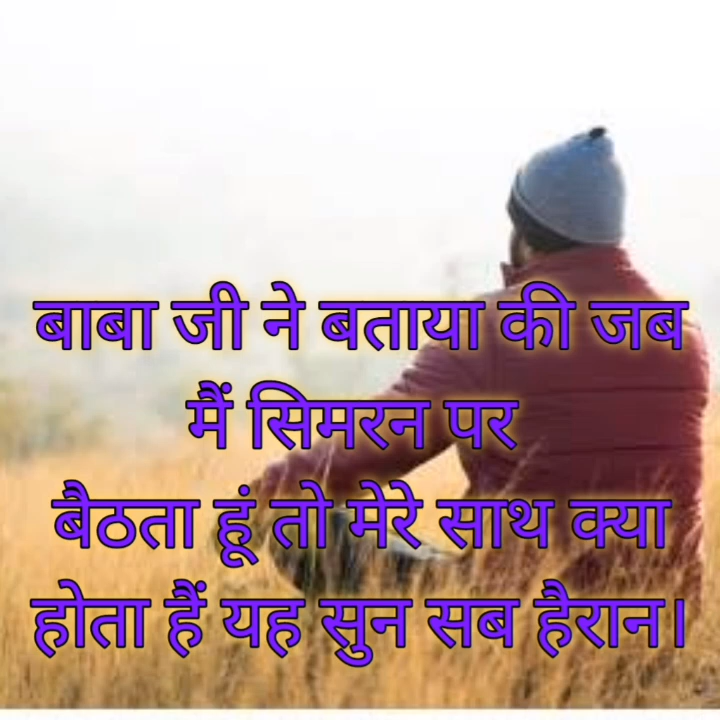 बाबा जी ने बताया की जब
मैं सिमरन पर
बैठता हूं तो मेरे साथ क्या
होता हैं यह सुन सब हैरान।